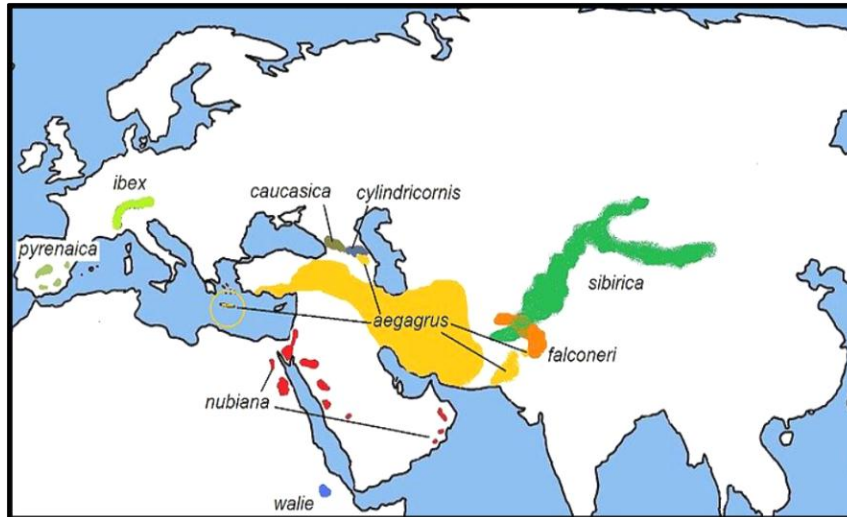 ibex
caucasica
cylindricornis
pyrenaica
sibirica
aegagrus
falconeri
nubiana
walie